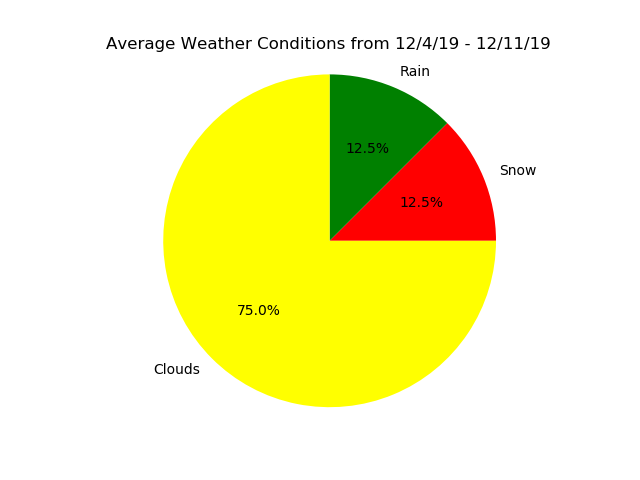 Average Weather Conditions from 12/4/19 - 12/11/19
Rain
12.5%
Snow
12.5%
75.0%
Clouds